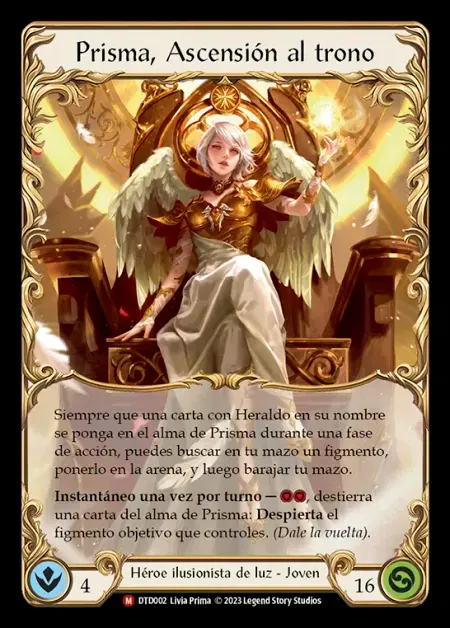 Prisma, Ascensión al trono
Siempre que una carta con Heraldo en su nombre
se ponga en el alma de Prisma durante una fase
de acción, puedes buscar en tu mazo un figmento,
ponerlo en la arena, y luego barajar tu mazo.
Instantáneo una vez por turno — , destierra
una carta del alma de Prisma: Despierta el
figmento objetivo que controles. (Dale la vuelta).
4
Héroe ilusionista de luz - Joven
16
M DTD002 Livia Prima © 2023 Legend Story Studios